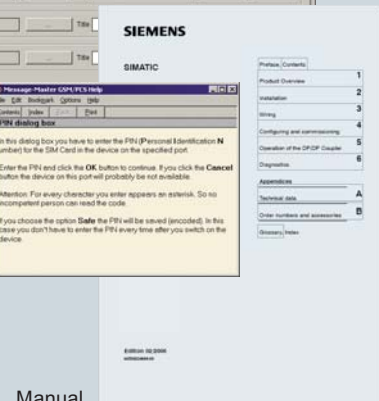 Title
Title
SIEMENS
SIMATIC
Preface, Contents
Product Overview 1
Installation 2
Wiring 3
Configuring and commissioning 4
Operation of the DP/DP Coupler 5
Diagnostics 6
Appendices
Technical data A
Order numbers and accessories B
Glossary, Index
Edition 02/2000
Message-Master GSM/PCS Help
File Edit Bookmark Options Help
Contents Index Print
PIN dialog box
In this dialog box you have to enter the PIN (Personal Identification N
umber) for the SIM Card in the device on the specified port.
Enter the PIN and click the OK button to continue. If you click the Cancel
button the device on this port will probably be not available.
Attention: For every character you enter appears an asterisk. So no
incompetent person can read the code.
If you choose the option Safe the PIN will be saved (encoded). In this
case you don't have to enter the PIN every time after you switch on the
device.
Manual